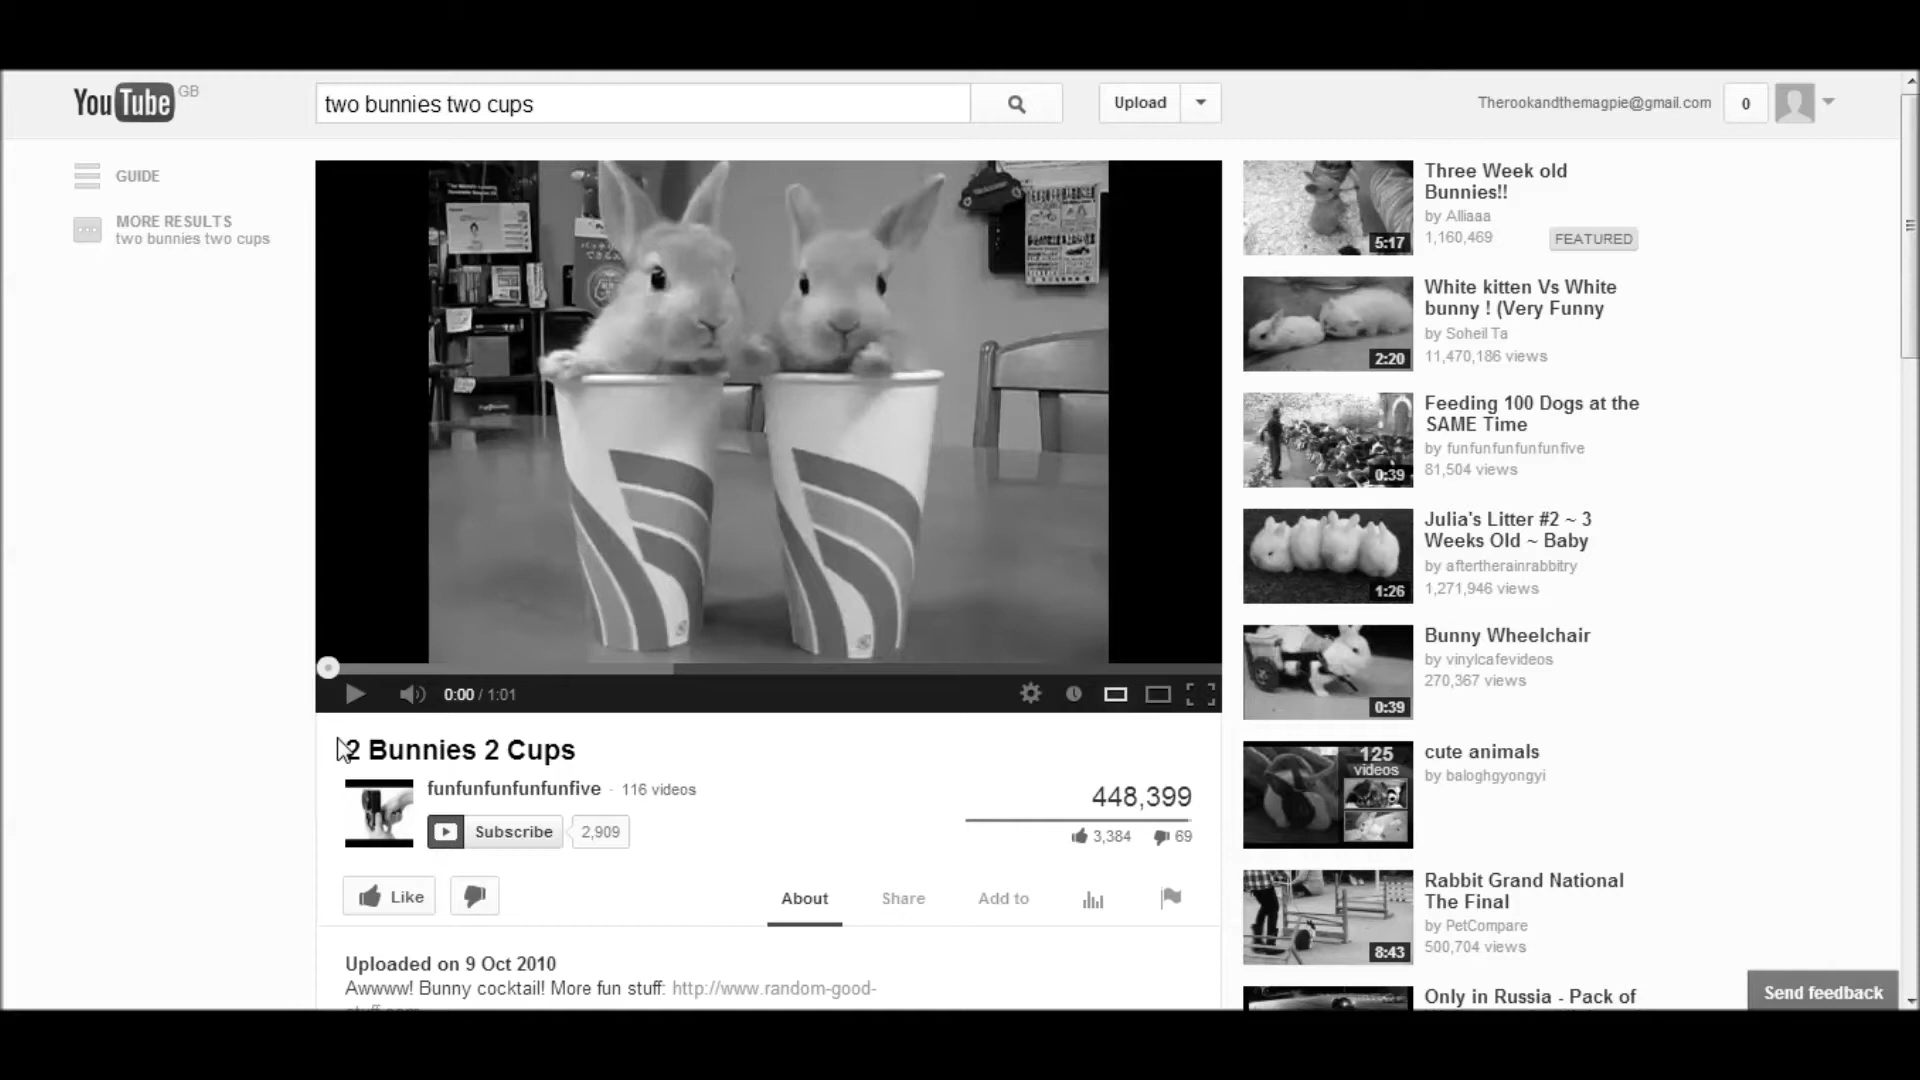 YouTube GB
two bunnies two cups
Upload
Therookandthemagpie@gmail.com
0
GUIDE
MORE RESULTS
two bunnies two cups
0:00 / 1:01
2 Bunnies 2 Cups
funfunfunfunfunfive · 116 videos
Subscribe
2,909
448,399
3,384
69
Like
About
Share
Add to
Uploaded on 9 Oct 2010
Awwww! Bunny cocktail! More fun stuff: http://www.random-good-
Three Week old
Bunnies!!
by Alliaaa
1,160,469
FEATURED
5:17
White kitten Vs White
bunny ! (Very Funny
by Soheil Ta
11,470,186 views
2:20
Feeding 100 Dogs at the
SAME Time
by funfunfunfunfunfive
81,504 views
0:39
Julia's Litter #2 ~ 3
Weeks Old ~ Baby
by aftertherainrabbitry
1,271,946 views
1:26
Bunny Wheelchair
by vinylcafevideos
270,367 views
0:39
cute animals
by baloghgyongyi
125
videos
Rabbit Grand National
The Final
by PetCompare
500,704 views
8:43
Only in Russia - Pack of
Send feedback